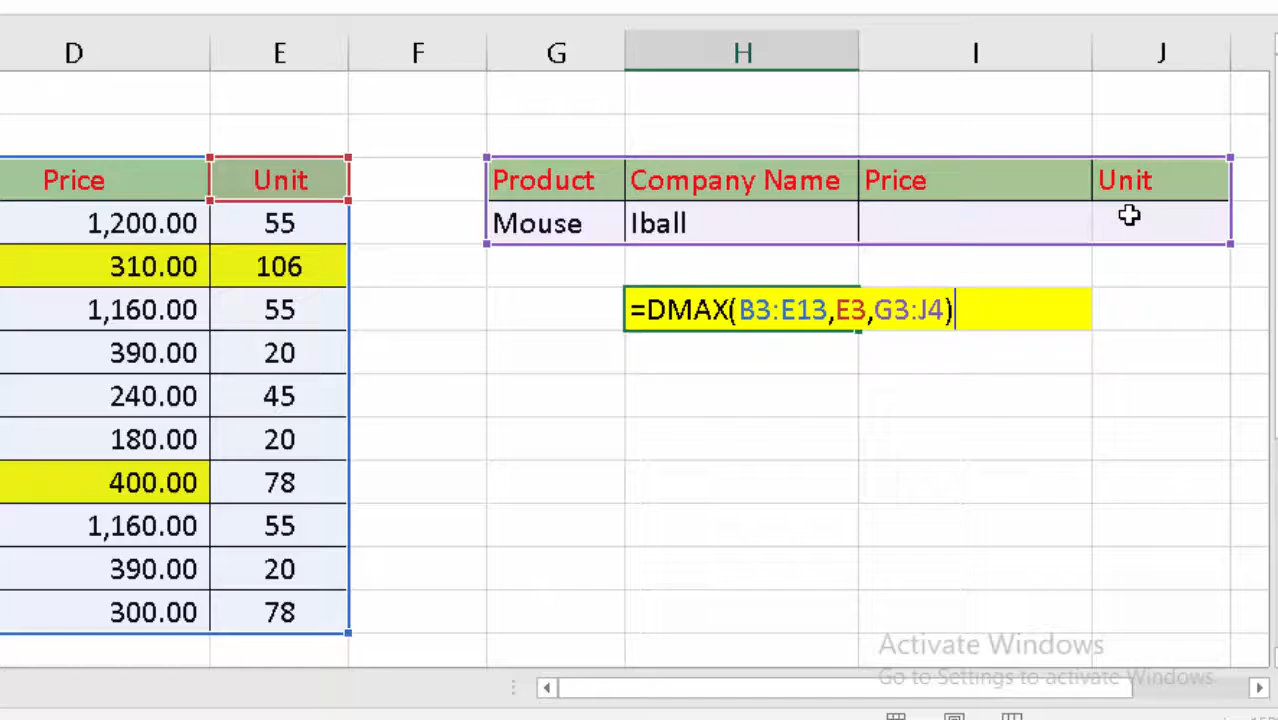 D E F G H I J
Price Unit Product Company Name Price Unit
1,200.00 55 Mouse Iball
310.00 106
1,160.00 55 =DMAX(B3:E13,E3,G3:J4)
390.00 20
240.00 45
180.00 20
400.00 78
1,160.00 55
390.00 20
300.00 78
Activate Windows
Go to Settings to activate Windows.